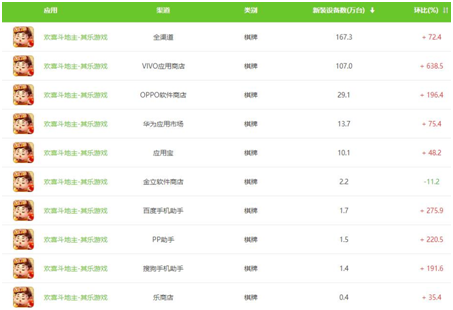 应用 渠道 类别 新装设备数(万台) 环比(%)
欢喜斗地主-其乐游戏 全渠道 棋牌 167.3 + 72.4
欢喜斗地主-其乐游戏 VIVO应用商店 棋牌 107.0 + 638.5
欢喜斗地主-其乐游戏 OPPO软件商店 棋牌 29.1 + 196.4
欢喜斗地主-其乐游戏 华为应用市场 棋牌 13.7 + 75.4
欢喜斗地主-其乐游戏 应用宝 棋牌 10.1 + 48.2
欢喜斗地主-其乐游戏 金立软件商店 棋牌 2.2 -11.2
欢喜斗地主-其乐游戏 百度手机助手 棋牌 1.7 + 275.9
欢喜斗地主-其乐游戏 PP助手 棋牌 1.5 + 220.5
欢喜斗地主-其乐游戏 搜狗手机助手 棋牌 1.4 + 191.6
欢喜斗地主-其乐游戏 乐商店 棋牌 0.4 + 35.4